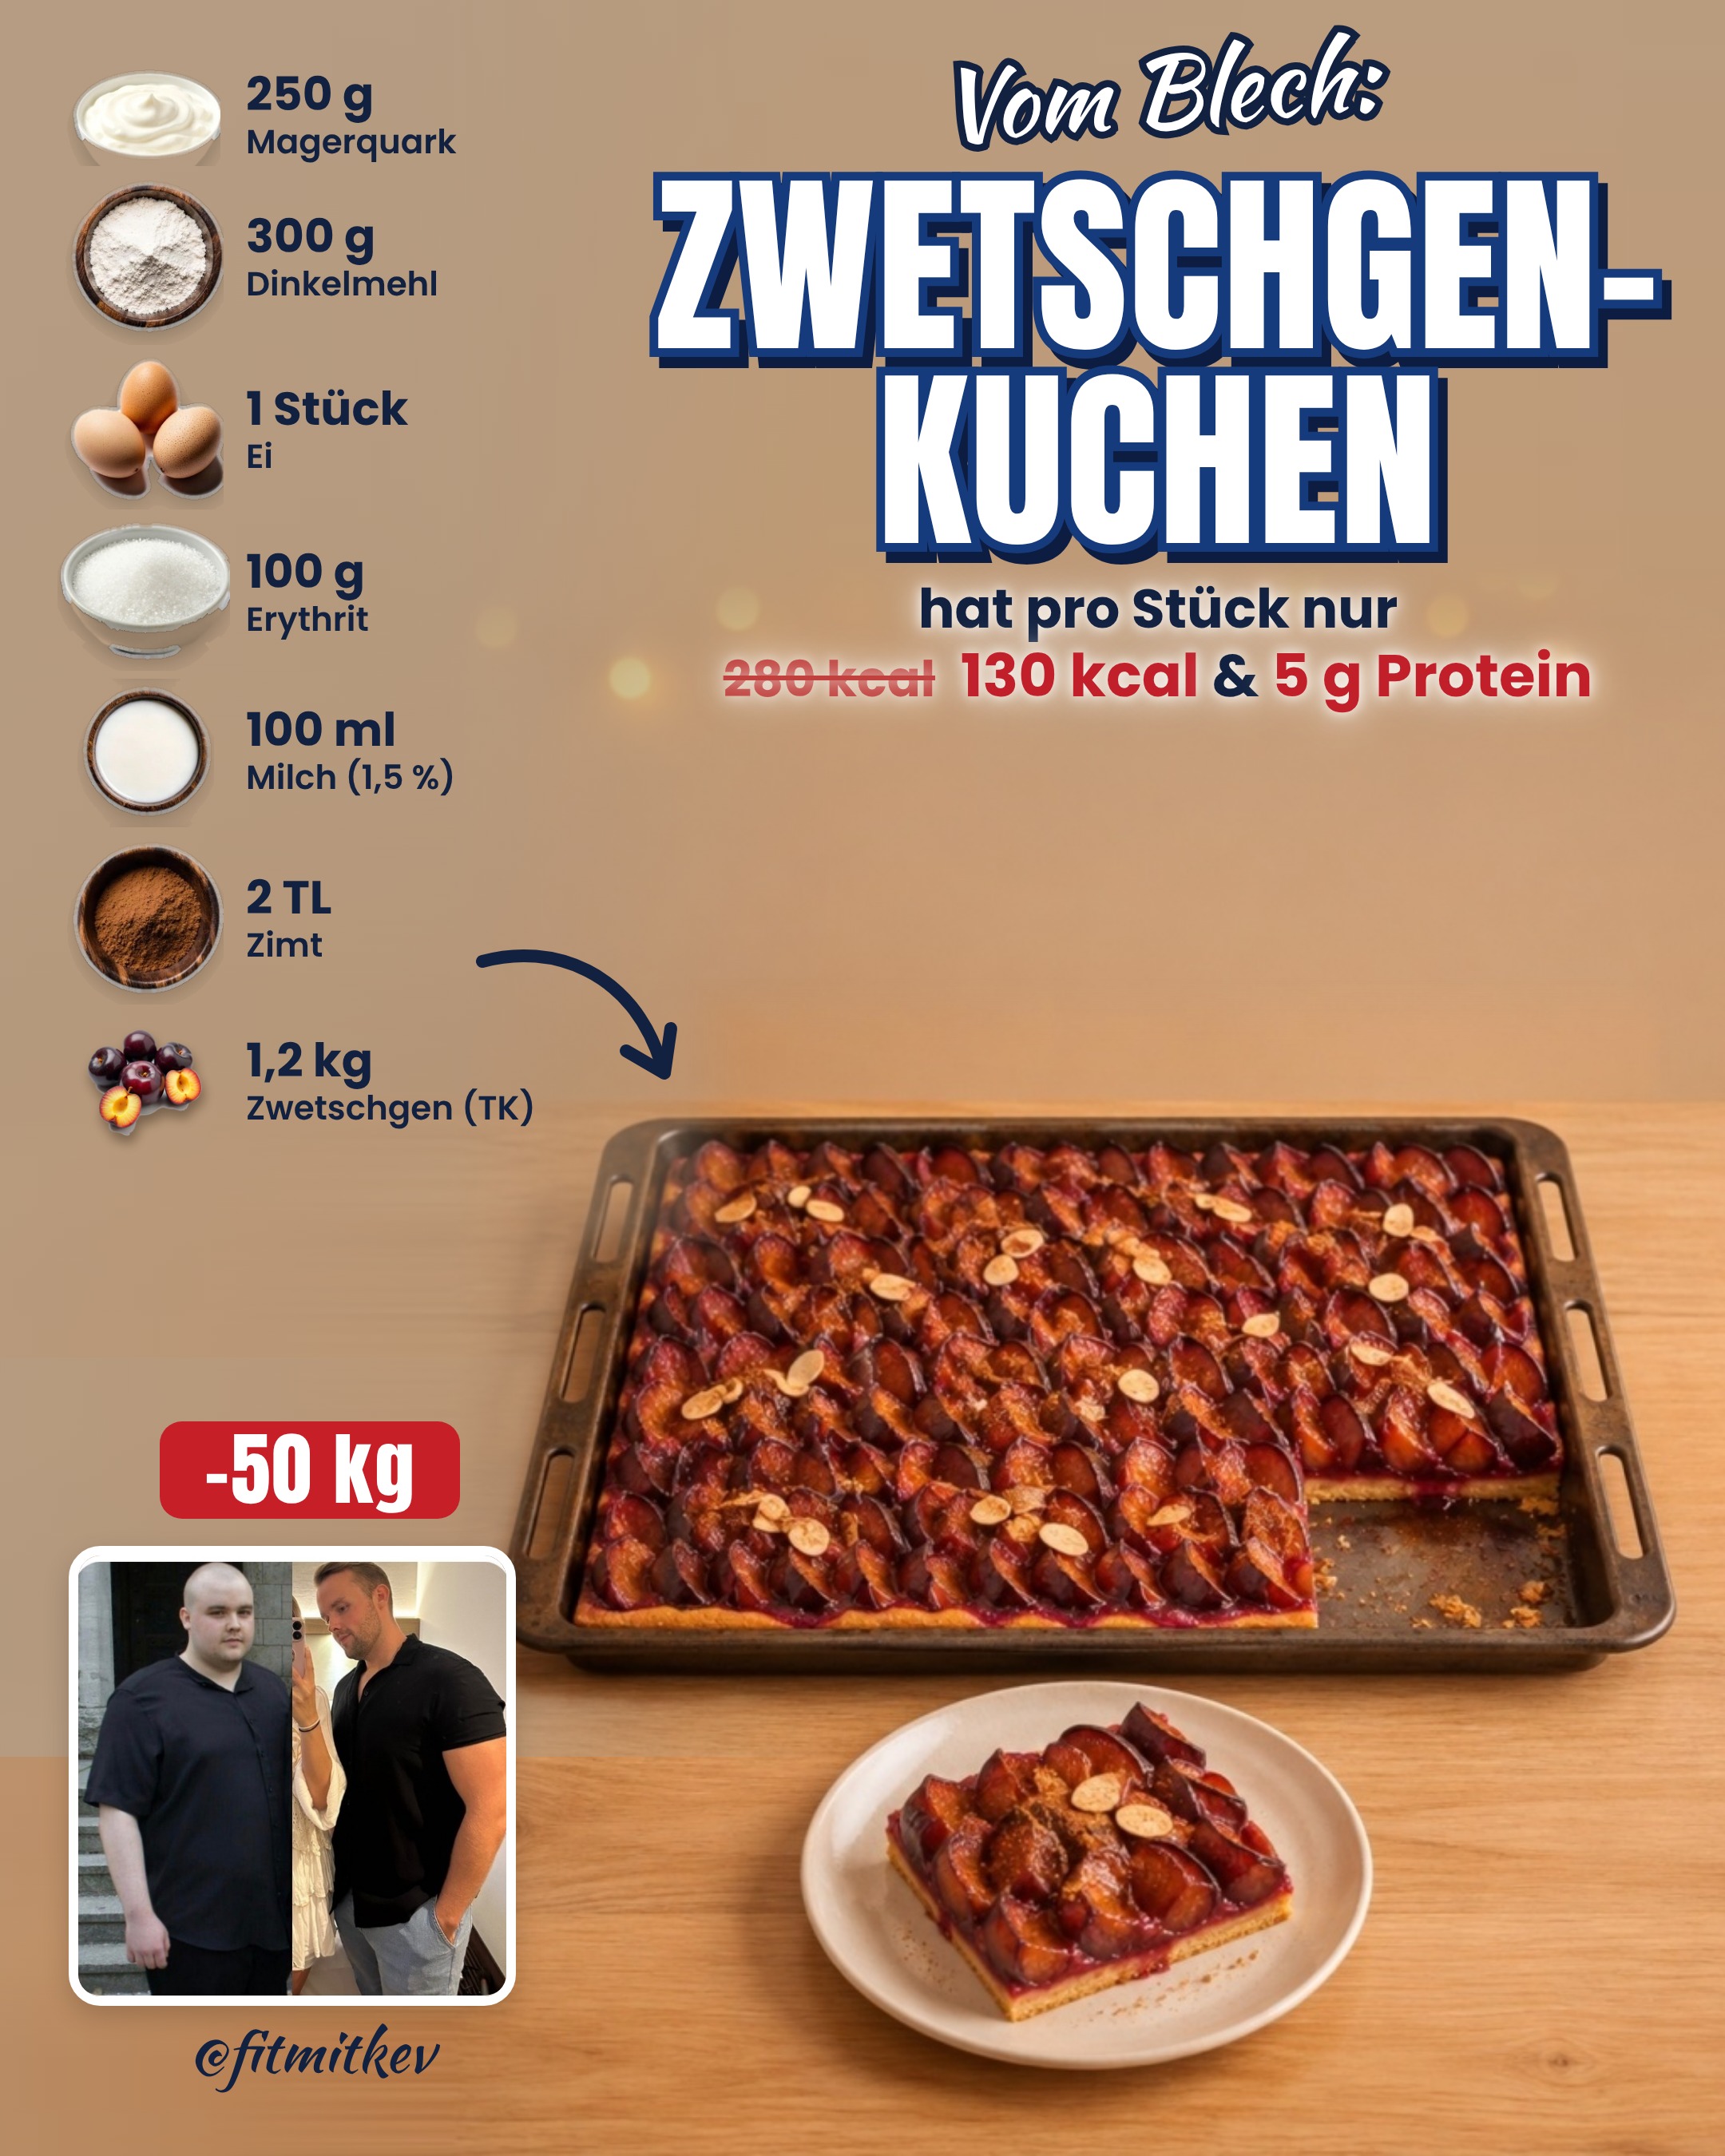 Vom Blech:
ZWETSCHGEN-
KUCHEN
hat pro Stück nur
280 kcal 130 kcal & 5 g Protein
250 g
Magerquark
300 g
Dinkelmehl
1 Stück
Ei
100 g
Erythrit
100 ml
Milch (1,5 %)
2 TL
Zimt
1,2 kg
Zwetschgen (TK)
-50 kg
@fitmitkev